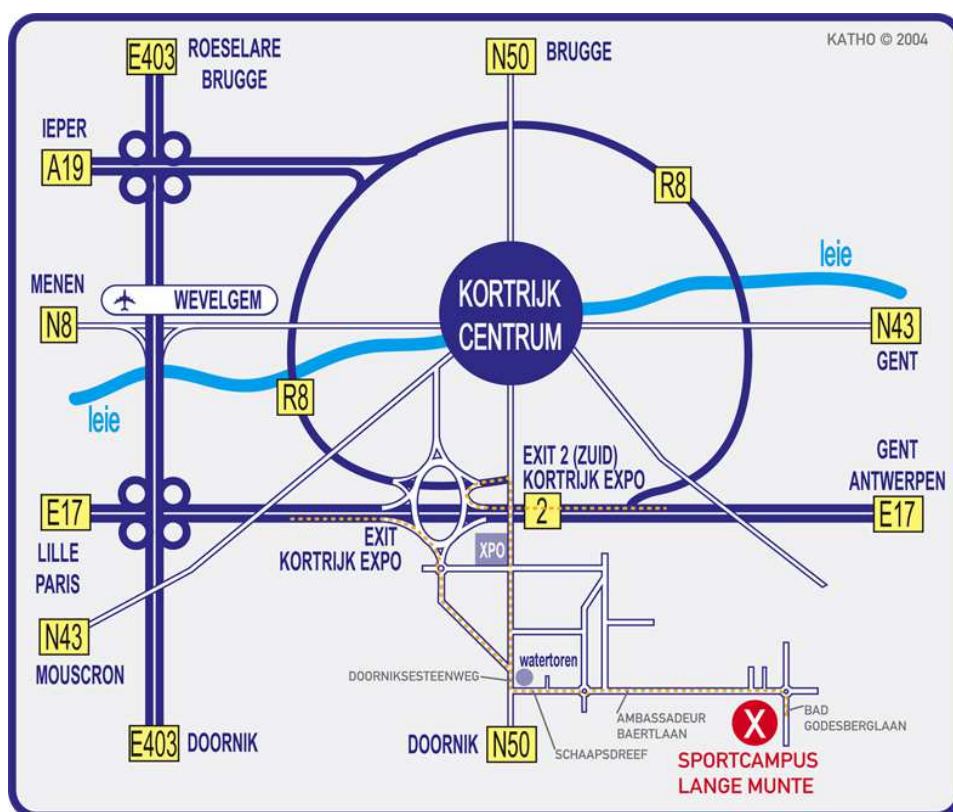 KATHO © 2004
E403
ROESELARE
BRUGGE
N50
BRUGGE
IEPER
A19
R8
leie
MENEN
N8
WEVELGEM
KORTRIJK
CENTRUM
N43
GENT
R8
leie
EXIT 2 (ZUID)
KORTRIJK EXPO
GENT
ANTWERPEN
E17
LILLE
PARIS
2
E17
EXIT
KORTRIJK EXPO
XPO
N43
MOUSCRON
watertoren
DOORNIKSESTEENWEG
E403
DOORNIK
DOORNIK
N50
SCHAAPSDREEF
AMBASSADEUR
BAERTLAAN
X
BAD
GODESBERGLAAN
SPORTCAMPUS
LANGE MUNTE